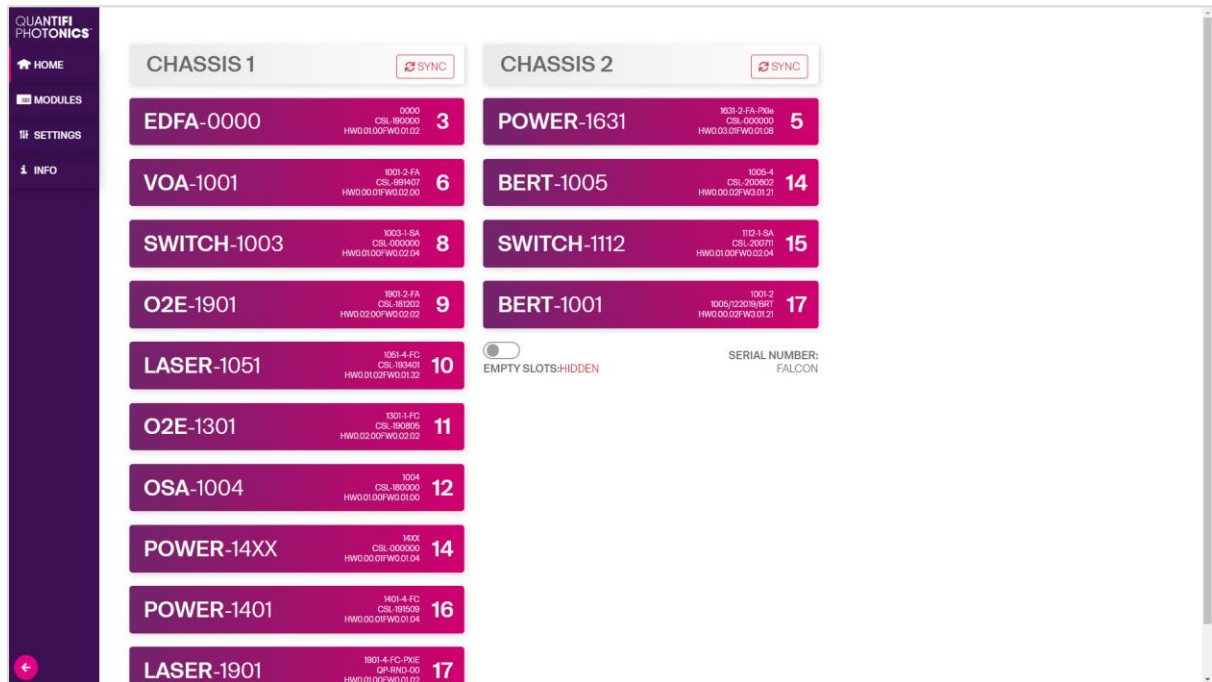 QUANTIFI
PHOTONICS
HOME
MODULES
SETTINGS
INFO
CHASSIS 1
SYNC
EDFA-0000
0000
CSL-190000
HW0.01.00FW0.01.02
3
VOA-1001
1001-2-FA
CSL-991407
HW0.00.01FW0.02.00
6
SWITCH-1003
1003-1-SA
CSL-000000
HW0.01.00FW0.02.04
8
O2E-1901
1901-2-FA
CSL-181202
HW0.02.00FW0.02.02
9
LASER-1051
1051-4-FC
CSL-193401
HW0.01.02FW0.01.32
10
O2E-1301
1301-1-FC
CSL-190805
HW0.02.00FW0.02.02
11
OSA-1004
1004
CSL-180000
HW0.01.00FW0.01.00
12
POWER-14XX
14XX
CSL-000000
HW0.00.01FW0.01.04
14
POWER-1401
1401-4-FC
CSL-191509
HW0.00.01FW0.01.04
16
LASER-1901
1901-4-FC-PXIE
QP-RND-00
HW0.01.00FW0.01.02
17
CHASSIS 2
SYNC
POWER-1631
1631-2-FA-PXIe
CSL-000000
HW0.03.01FW0.01.08
5
BERT-1005
1005-4
CSL-200602
HW0.00.02FW3.01.21
14
SWITCH-1112
1112-1-SA
CSL-200711
HW0.01.00FW0.02.04
15
BERT-1001
1001-2
1005/122019/BRT
HW0.00.02FW3.01.21
17
EMPTY SLOTS:HIDDEN
SERIAL NUMBER:
FALCON